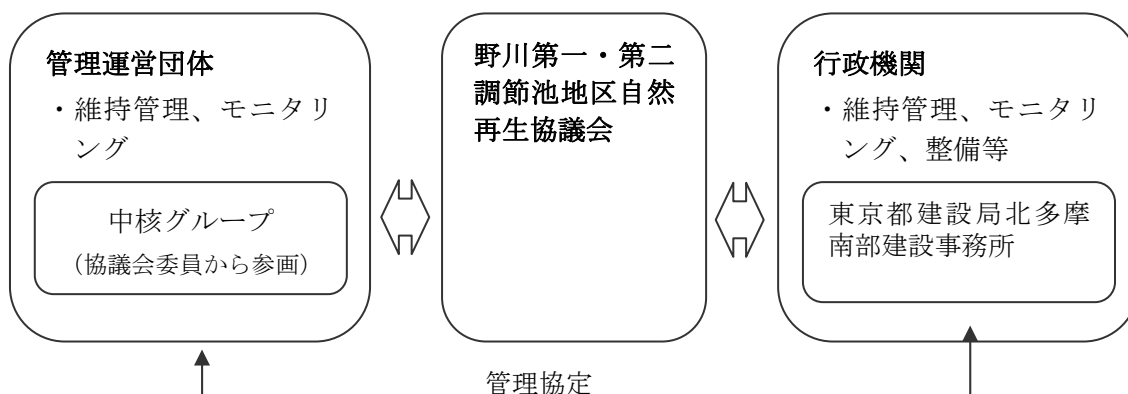 管理運営団体
・維持管理、モニタリ
ング
中核グループ
（協議会委員から参画）
野川第一・第二
調節池地区自然
再生協議会
行政機関
・維持管理、モニタリ
ング、整備等
東京都建設局北多摩
南部建設事務所
管理協定